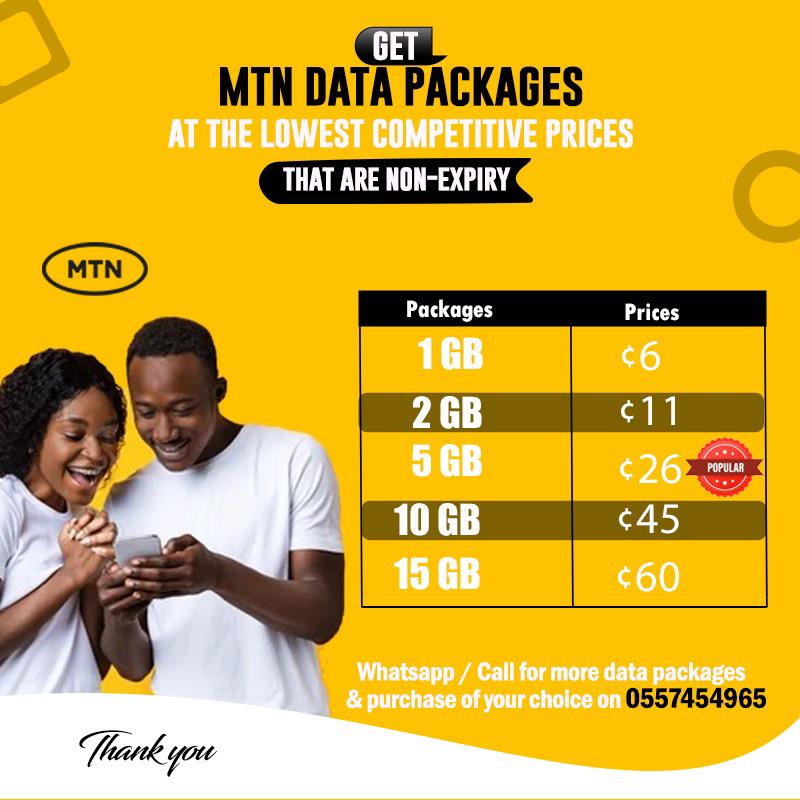 GET
MTN DATA PACKAGES
AT THE LOWEST COMPETITIVE PRICES
THAT ARE NON-EXPIRY
MTN
Packages Prices
1 GB ¢6
2 GB ¢11
5 GB ¢26 POPULAR
10 GB ¢45
15 GB ¢60
Whatsapp / Call for more data packages
& purchase of your choice on 0557454965
Thank you